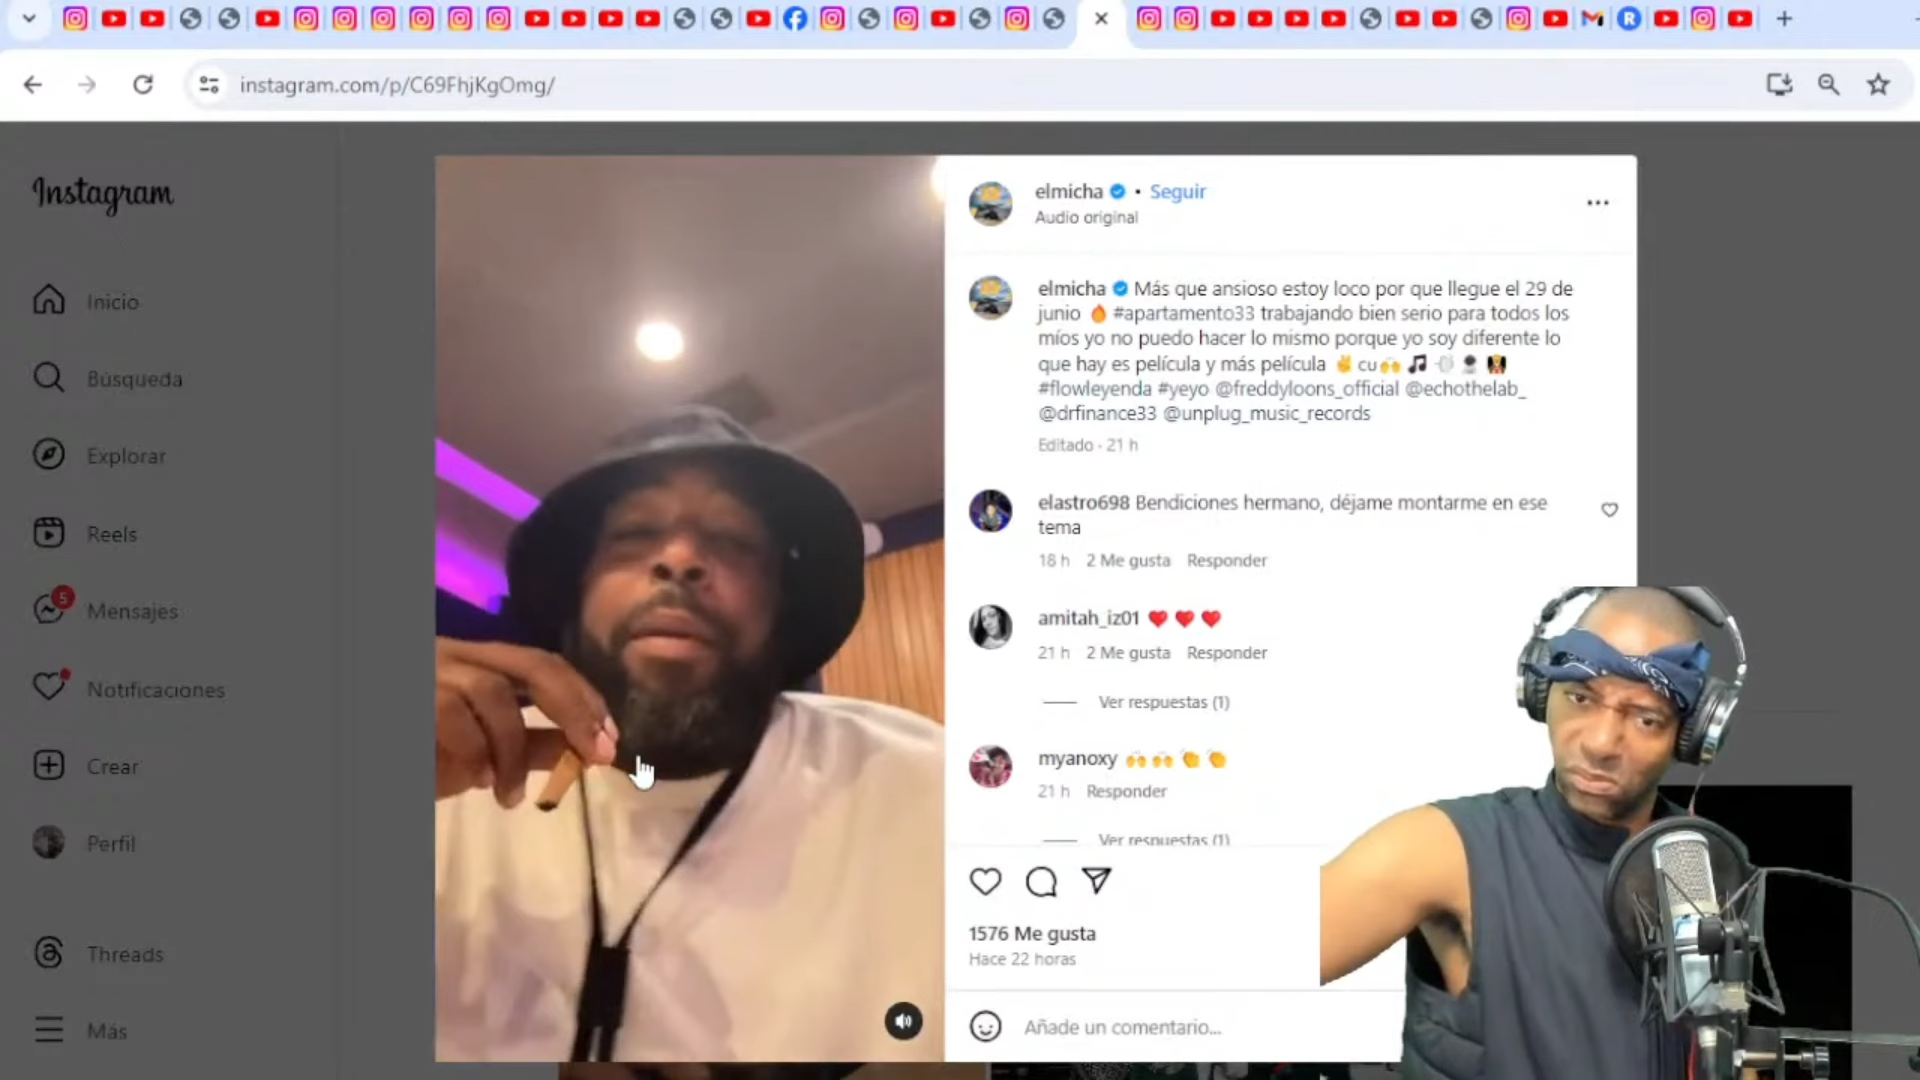 instagram.com/p/C69FhjKgOmg/
Instagram
Inicio
Búsqueda
Explorar
Reels
5
Mensajes
Notificaciones
Crear
Perfil
Threads
Más
elmicha • Seguir
Audio original
elmicha Más que ansioso estoy loco por que llegue el 29 de
junio 🔥 #apartamento33 trabajando bien serio para todos los
míos yo no puedo hacer lo mismo porque yo soy diferente lo
que hay es película y más película ✌️ cu🙌 🎵
#flowleyenda #yeyo @freddyloons_official @echothelab_
@drfinance33 @unplug_music_records
Editado · 21 h
elastro698 Bendiciones hermano, déjame montarme en ese
tema
18 h 2 Me gusta Responder
amitah_iz01 ❤️ ❤️ ❤️
21 h 2 Me gusta Responder
Ver respuestas (1)
myanoxy 🙌 🙌 👏 👏
21 h Responder
Ver respuestas (1)
1576 Me gusta
Hace 22 horas
Añade un comentario...